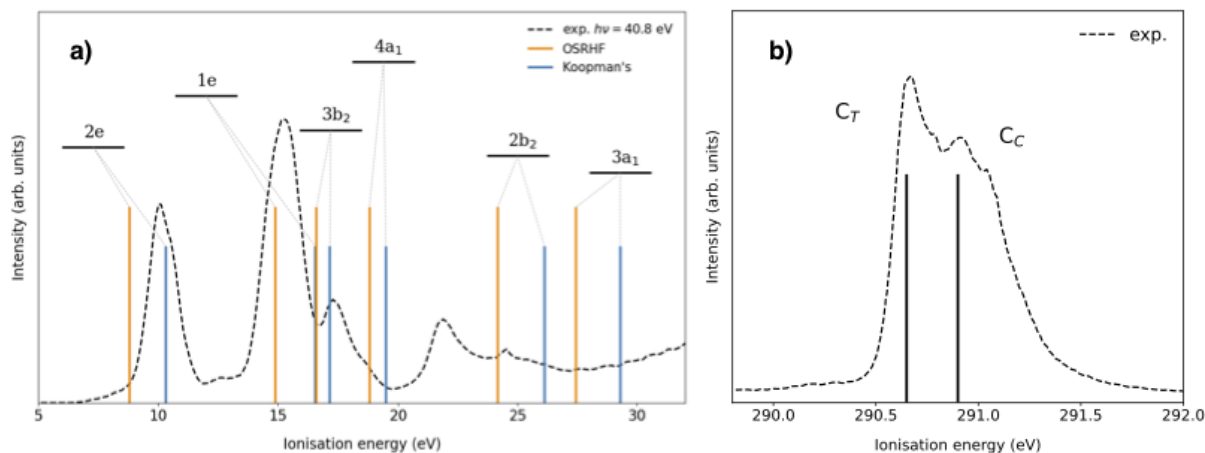 a)
exp. hν = 40.8 eV
OSRHF
Koopman's
4a₁
1e
3b₂
2e
2b₂
3a₁
Intensity (arb. units)
5 10 15 20 25 30
Ionisation energy (eV)
b)
exp.
C_T
C_C
Intensity (arb. units)
290.0 290.5 291.0 291.5 292.0
Ionisation energy (eV)